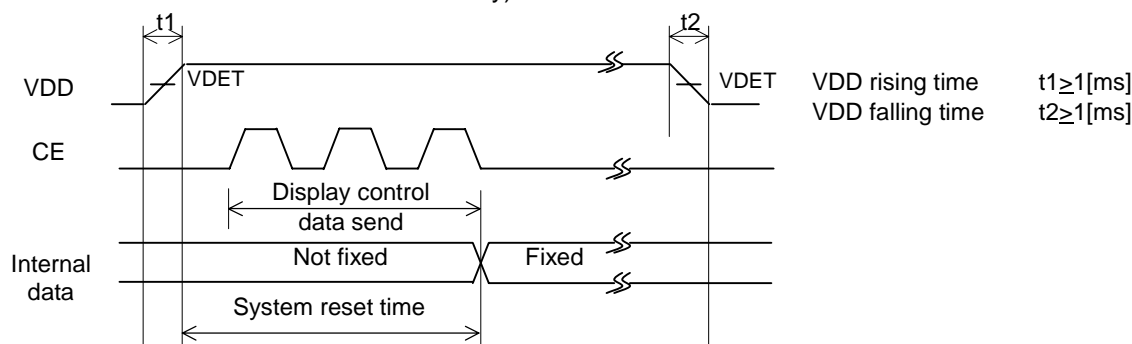 t1
t2
VDD
VDET
VDET
VDD rising time t1≥1[ms]
VDD falling time t2≥1[ms]
CE
Display control
data send
Internal
data
Not fixed
Fixed
System reset time